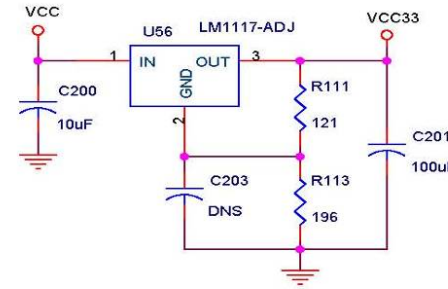 VCC
U56
LM1117-ADJ
VCC33
1
IN
OUT
3
GND
2
C200
10uF
R111
121
C201
100u
C203
DNS
R113
196